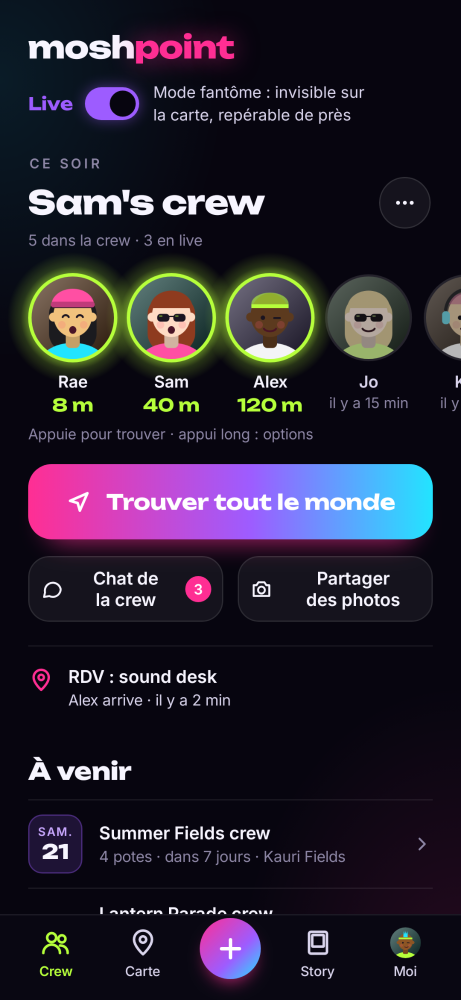 moshpoint
Live
Mode fantôme : invisible sur
la carte, repérable de près
CE SOIR
Sam's crew
5 dans la crew · 3 en live
Rae
8 m
Sam
40 m
Alex
120 m
Jo
il y a 15 min
K
il y
Appuie pour trouver · appui long : options
Trouver tout le monde
Chat de
la crew
3
Partager
des photos
RDV : sound desk
Alex arrive · il y a 2 min
À venir
SAM.
21
Summer Fields crew
4 potes · dans 7 jours · Kauri Fields
Lantern Parade crew
Crew
Carte
Story
Moi